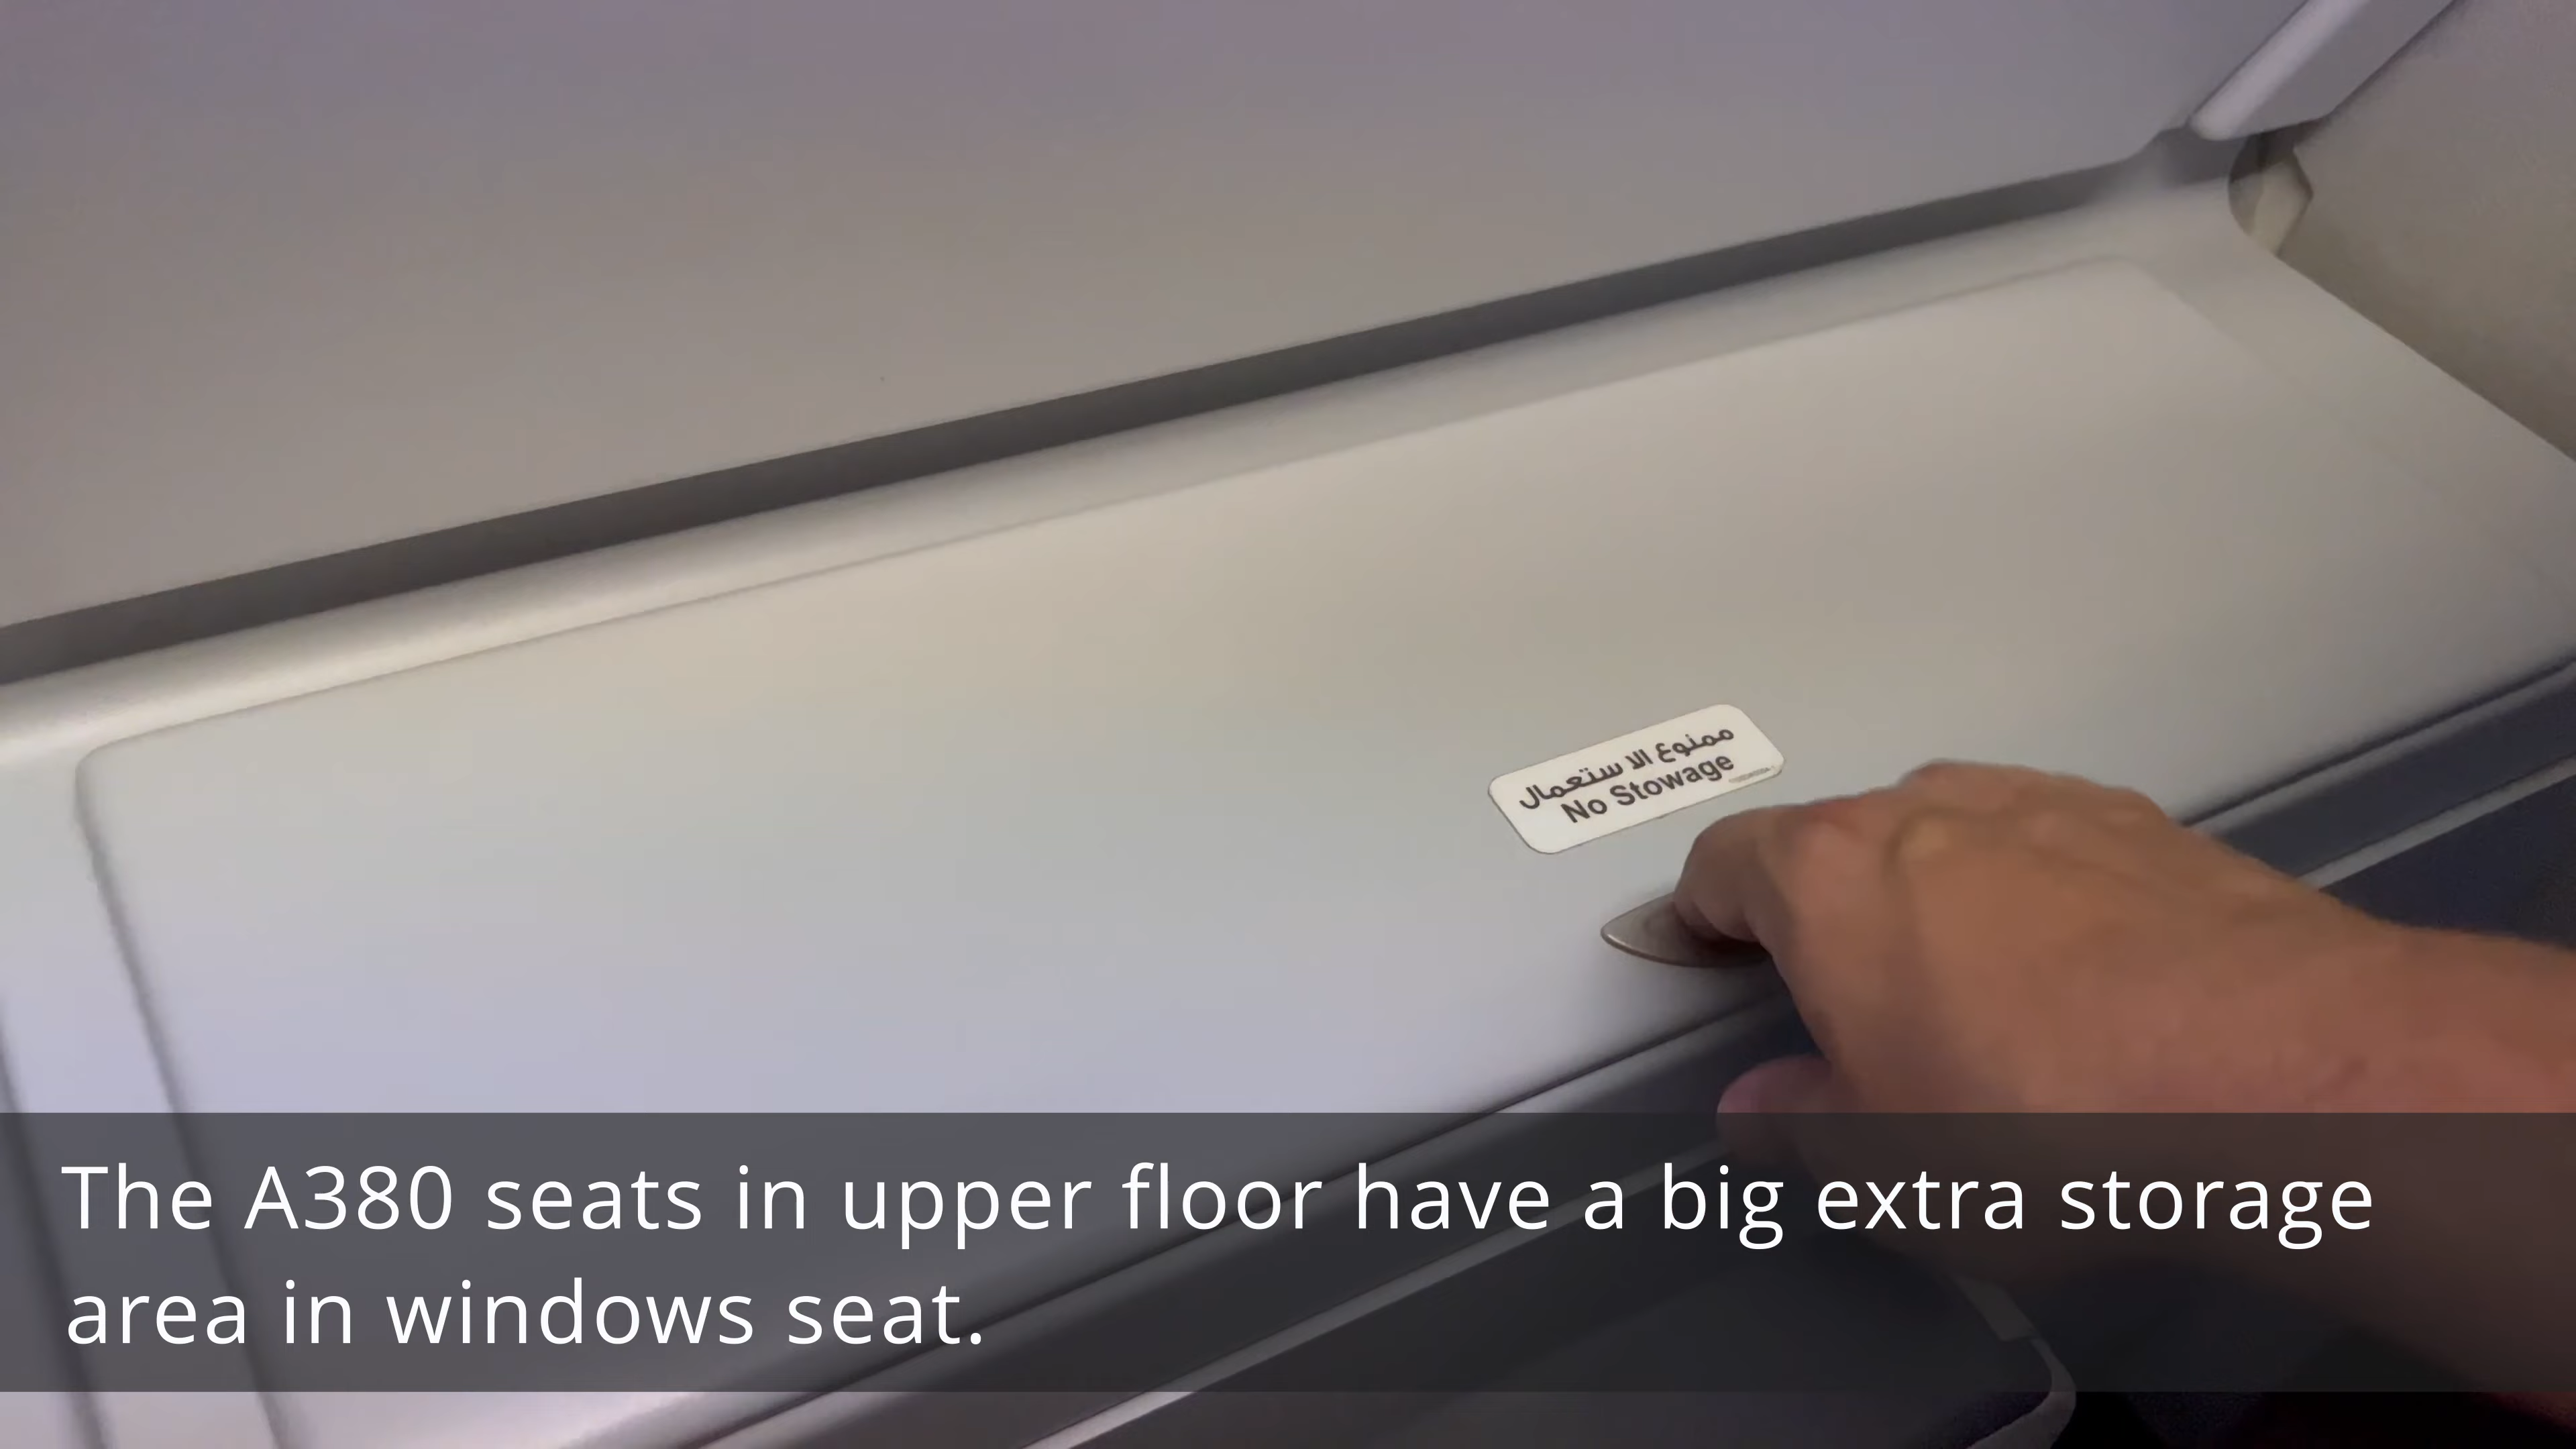 ممنوع الا ستعمال
No Stowage
The A380 seats in upper floor have a big extra storage
area in windows seat.